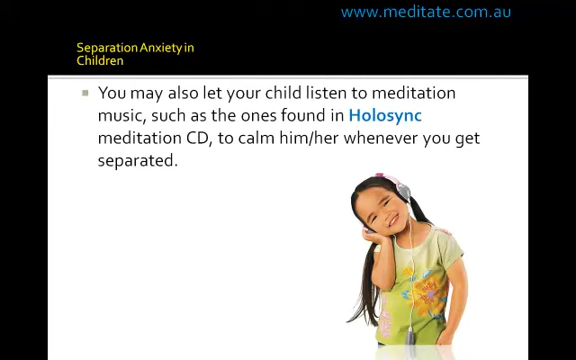 www.meditate.com.au
Separation Anxiety in
Children
You may also let your child listen to meditation
music, such as the ones found in Holosync
meditation CD, to calm him/her whenever you get
separated.